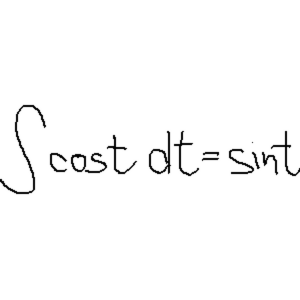 ∫ cost dt = sint